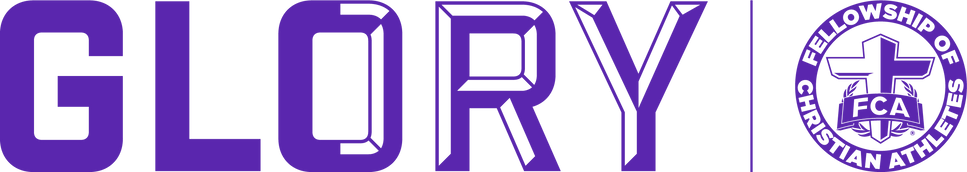 GLORY
FELLOWSHIP OF
CHRISTIAN ATHLETES
FCA
®